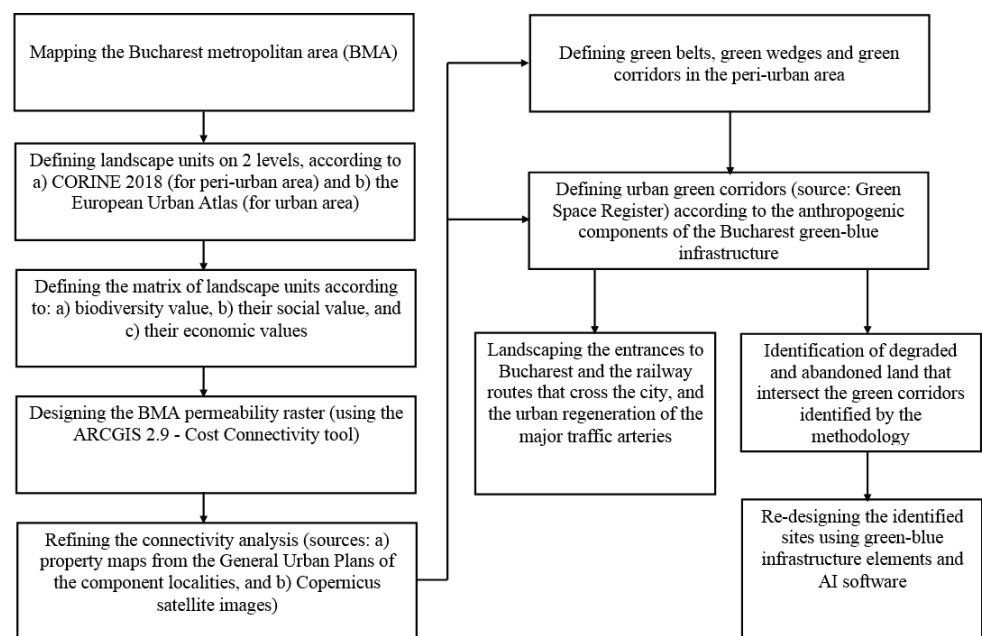 Mapping the Bucharest metropolitan area (BMA)
Defining landscape units on 2 levels, according to
a) CORINE 2018 (for peri-urban area) and b) the
European Urban Atlas (for urban area)
Defining the matrix of landscape units according
to: a) biodiversity value, b) their social value, and
c) their economic values
Designing the BMA permeability raster (using the
ARCGIS 2.9 - Cost Connectivity tool)
Refining the connectivity analysis (sources: a)
property maps from the General Urban Plans of
the component localities, and b) Copernicus
satellite images)
Defining green belts, green wedges and green
corridors in the peri-urban area
Defining urban green corridors (source: Green
Space Register) according to the anthropogenic
components of the Bucharest green-blue
infrastructure
Landscaping the entrances to
Bucharest and the railway
routes that cross the city, and
the urban regeneration of the
major traffic arteries
Identification of degraded
and abandoned land that
intersect the green corridors
identified by the
methodology
Re-designing the identified
sites using green-blue
infrastructure elements and
AI software